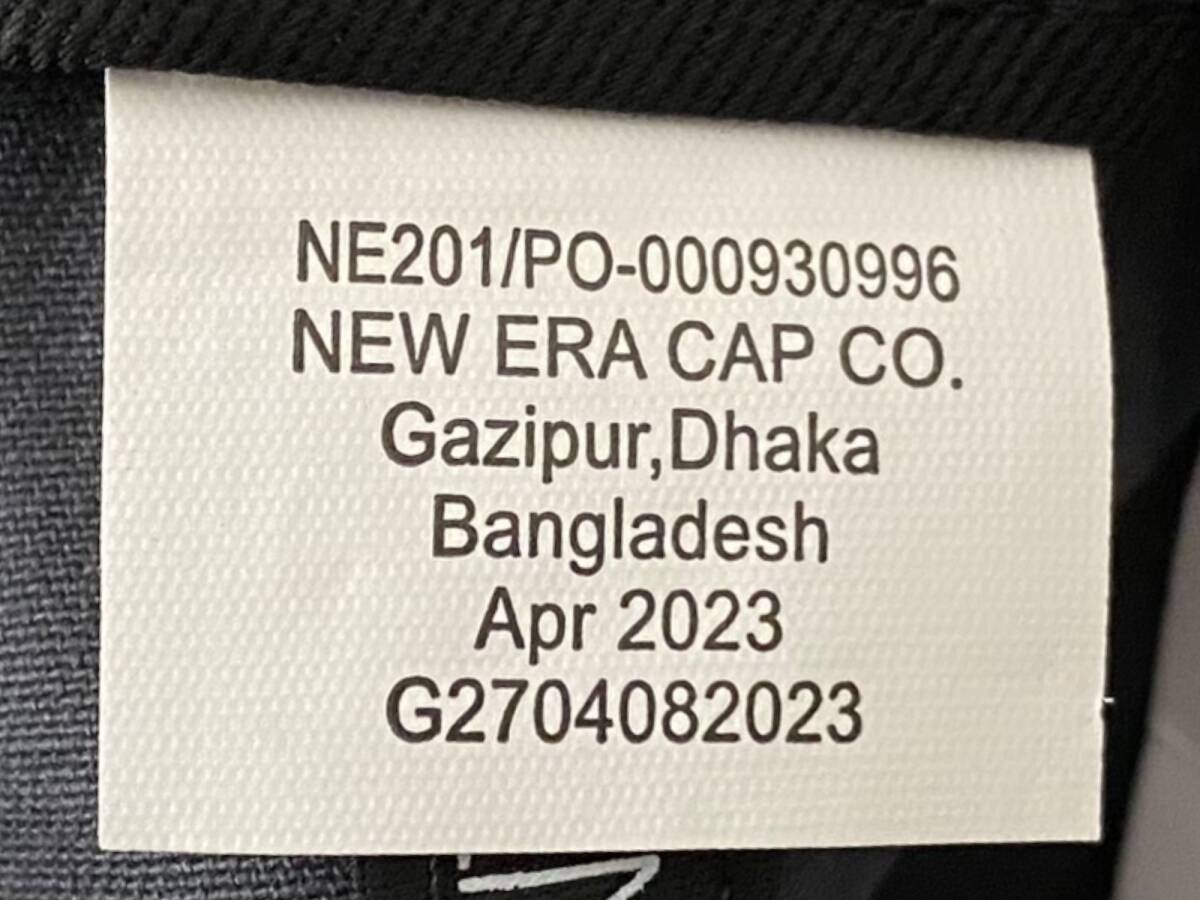 NE201/PO-000930996
NEW ERA CAP CO.
Gazipur,Dhaka
Bangladesh
Apr 2023
G2704082023